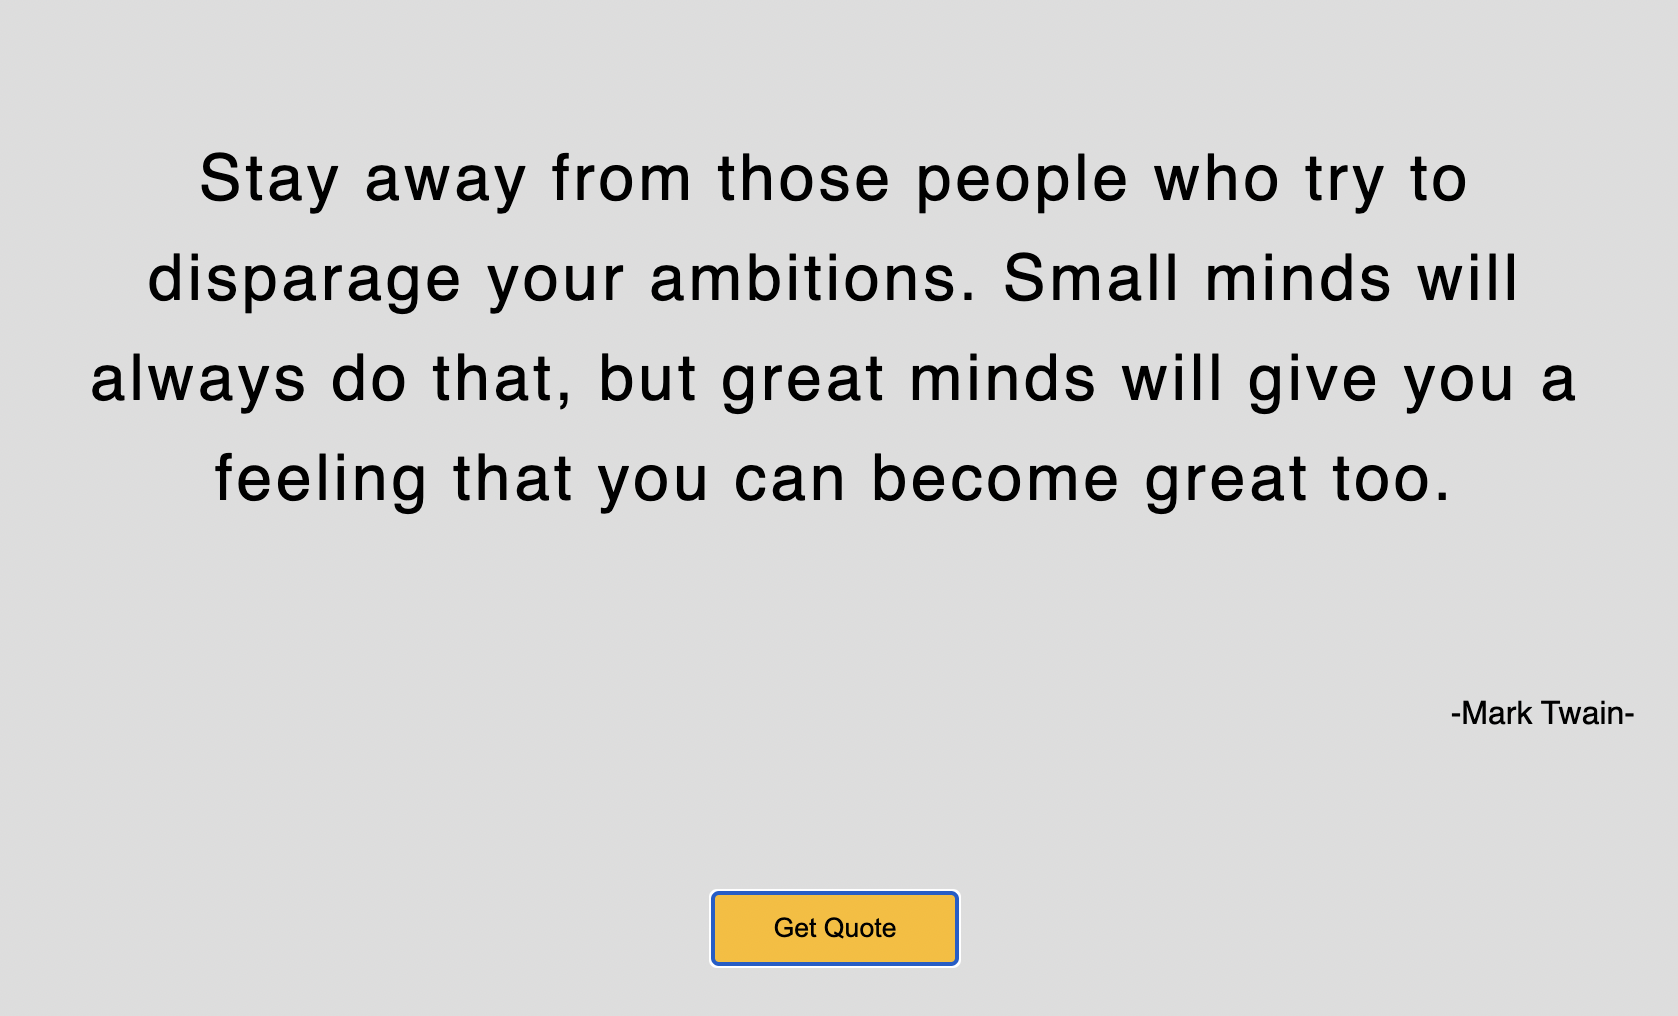 Stay away from those people who try to
disparage your ambitions. Small minds will
always do that, but great minds will give you a
feeling that you can become great too.
-Mark Twain-
Get Quote